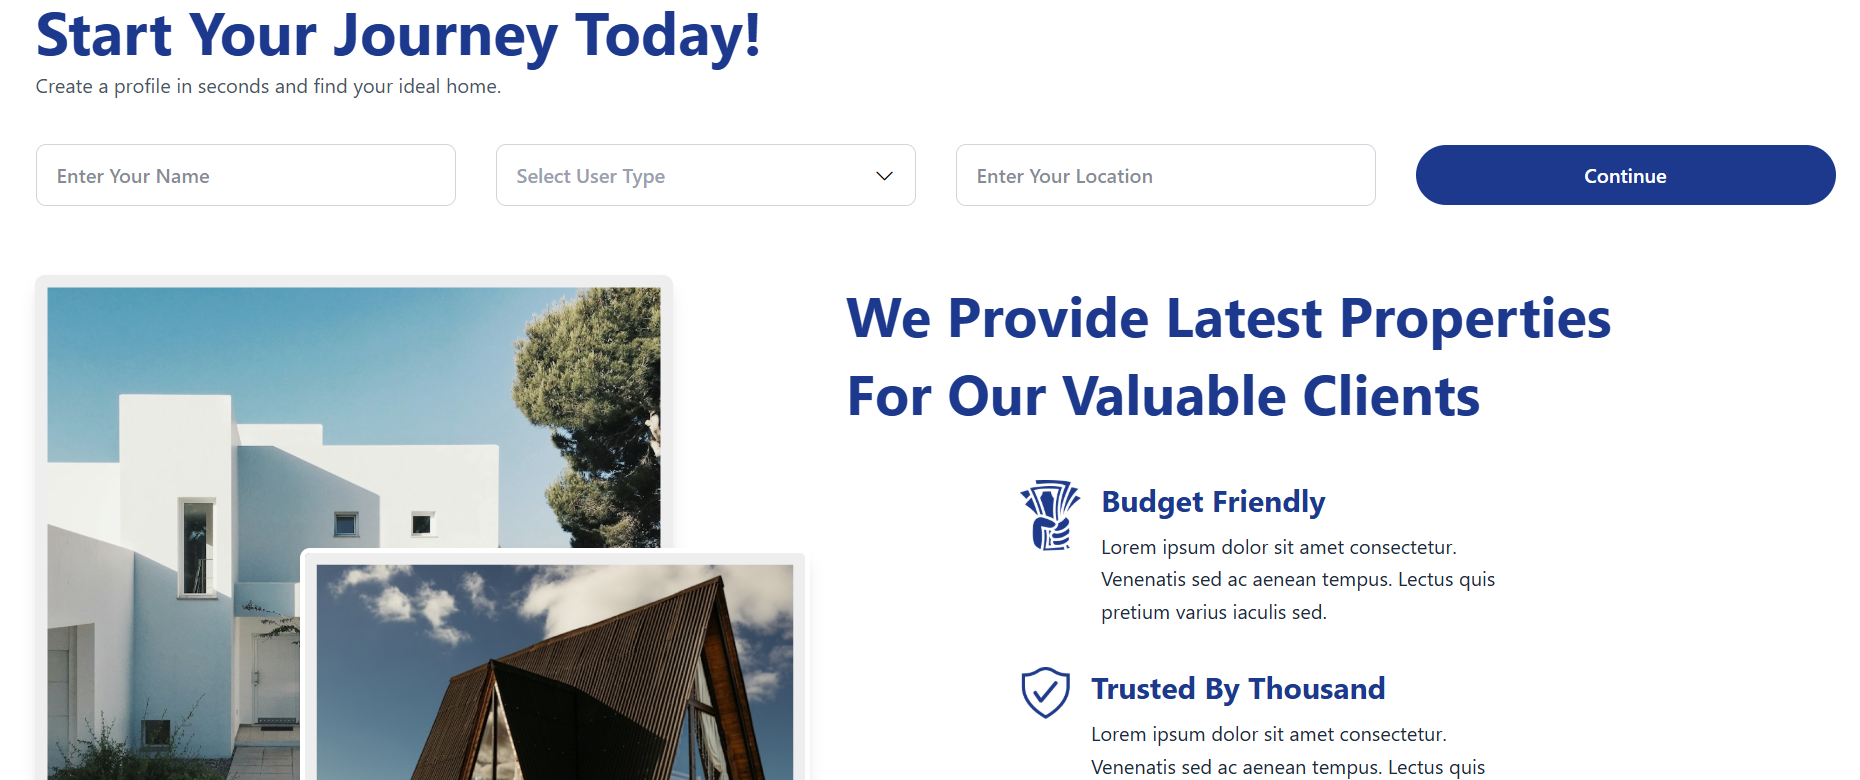 Start Your Journey Today!
Create a profile in seconds and find your ideal home.
Enter Your Name
Select User Type
Enter Your Location
Continue
We Provide Latest Properties
For Our Valuable Clients
Budget Friendly
Lorem ipsum dolor sit amet consectetur.
Venenatis sed ac aenean tempus. Lectus quis
pretium varius iaculis sed.
Trusted By Thousand
Lorem ipsum dolor sit amet consectetur.
Venenatis sed ac aenean tempus. Lectus quis